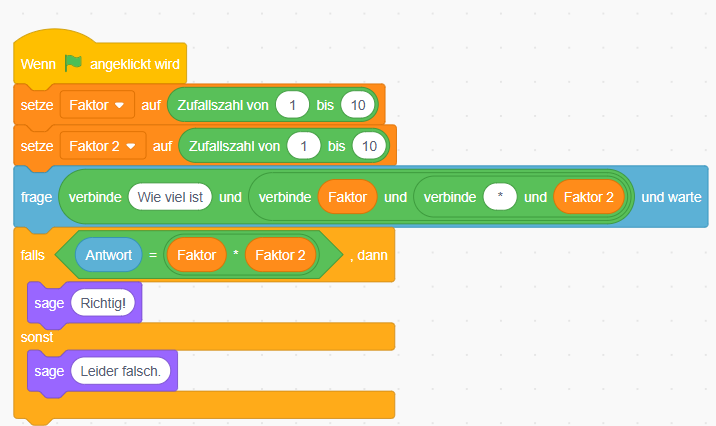 Wenn angeklickt wird
setze Faktor auf Zufallszahl von 1 bis 10
setze Faktor 2 auf Zufallszahl von 1 bis 10
frage verbinde Wie viel ist und verbinde Faktor und verbinde * und Faktor 2 und warte
falls Antwort = Faktor * Faktor 2 , dann
sage Richtig!
sonst
sage Leider falsch.